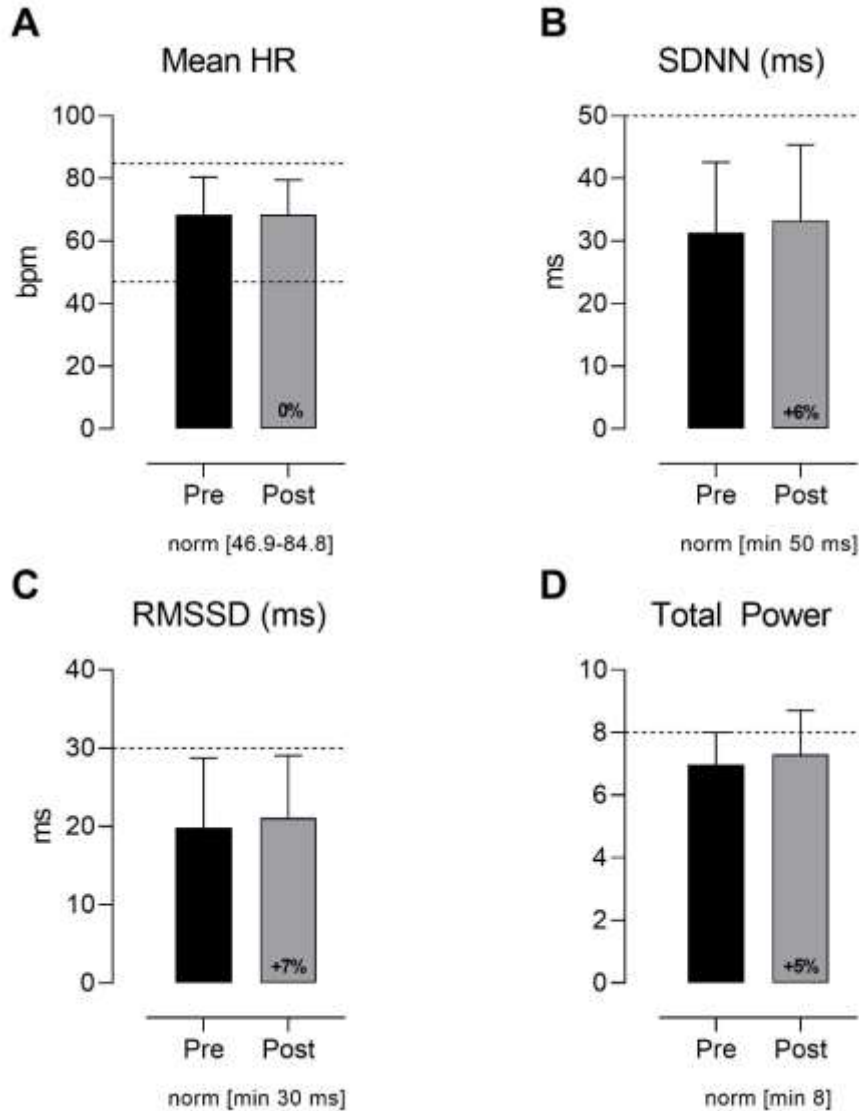 A
Mean HR
100
80
60
40
20
0
bpm
0%
Pre Post
norm [46.9-84.8]
B
SDNN (ms)
50
40
30
20
10
0
ms
+6%
Pre Post
norm [min 50 ms]
C
RMSSD (ms)
40
30
20
10
0
ms
+7%
Pre Post
norm [min 30 ms]
D
Total Power
10
8
6
4
2
0
+5%
Pre Post
norm [min 8]